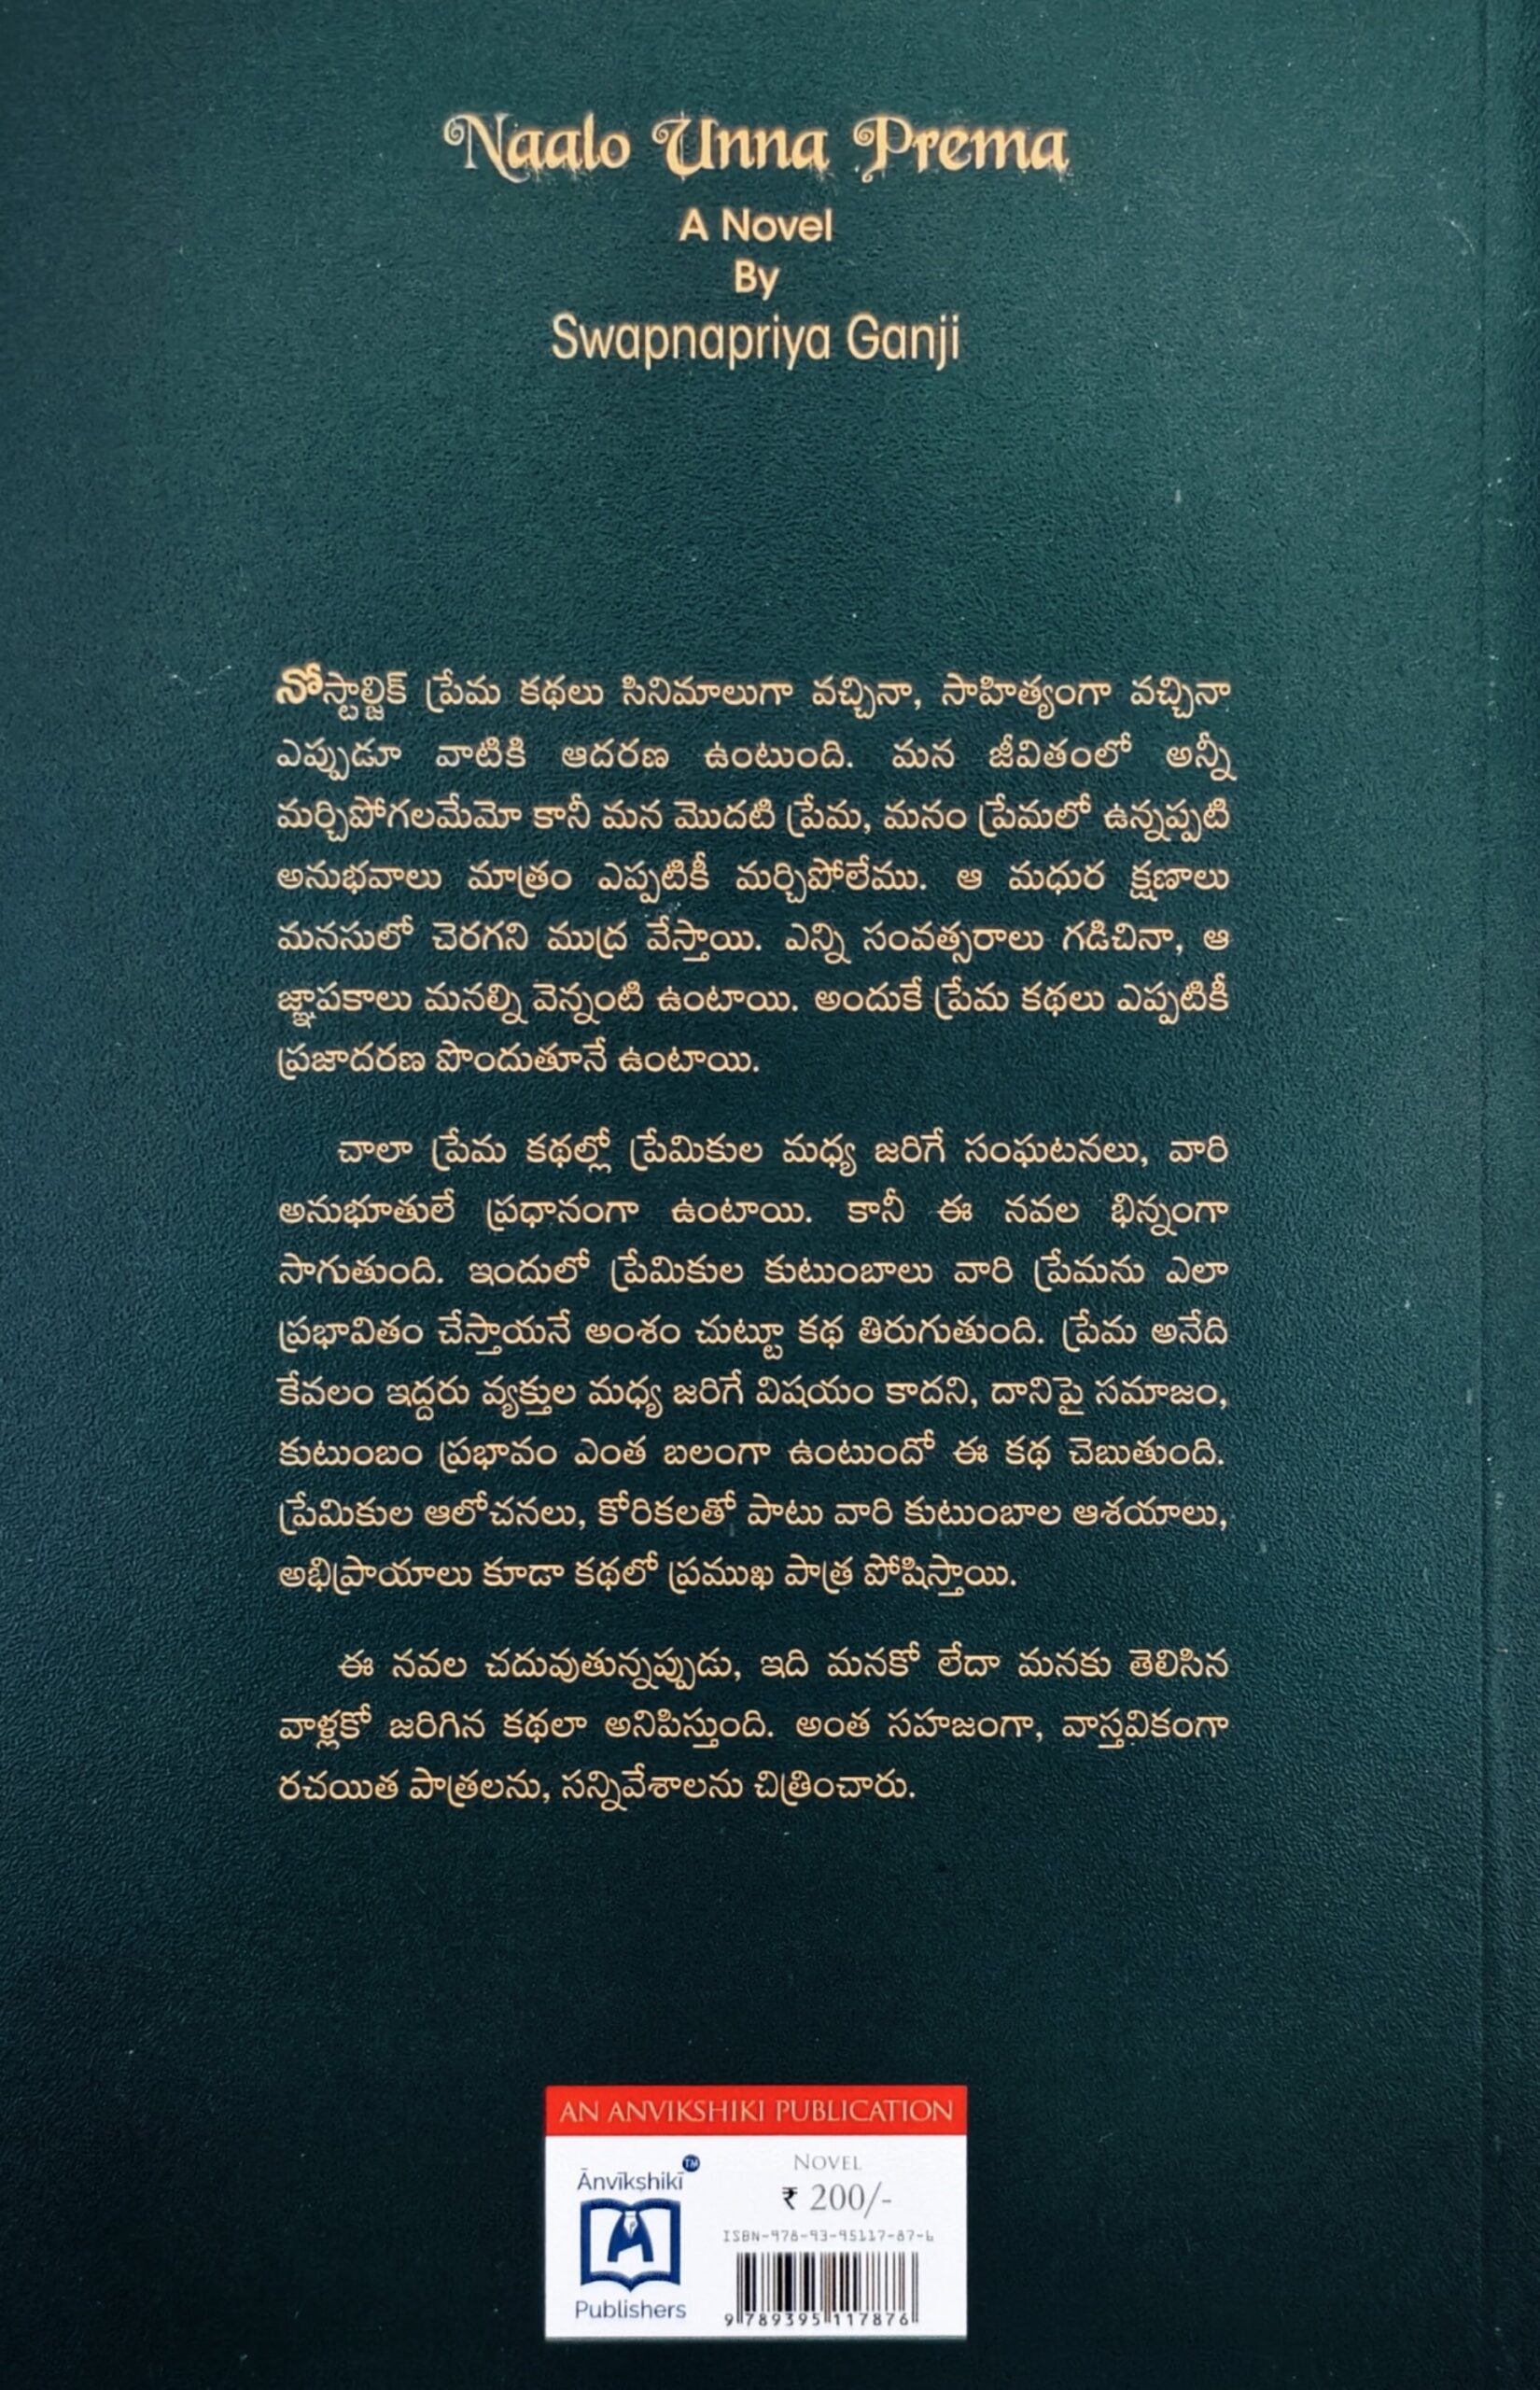 Naalo Unna Prema
A Novel
By
Swapnapriya Ganji
నోస్టాల్జిక్ ప్రేమ కథలు సినిమాలుగా వచ్చినా, సాహిత్యంగా వచ్చినా
ఎప్పుడూ వాటికి ఆదరణ ఉంటుంది. మన జీవితంలో అన్నీ
మర్చిపోగలమేమో కానీ మన మొదటి ప్రేమ, మనం ప్రేమలో ఉన్నప్పటి
అనుభవాలు మాత్రం ఎప్పటికీ మర్చిపోలేము. ఆ మధుర క్షణాలు
మనసులో చెరగని ముద్ర వేస్తాయి. ఎన్ని సంవత్సరాలు గడిచినా, ఆ
జ్ఞాపకాలు మనల్ని వెన్నంటి ఉంటాయి. అందుకే ప్రేమ కథలు ఎప్పటికీ
ప్రజాదరణ పొందుతూనే ఉంటాయి.
చాలా ప్రేమ కథల్లో ప్రేమికుల మధ్య జరిగే సంఘటనలు, వారి
అనుభూతులే ప్రధానంగా ఉంటాయి. కానీ ఈ నవల భిన్నంగా
సాగుతుంది. ఇందులో ప్రేమికుల కుటుంబాలు వారి ప్రేమను ఎలా
ప్రభావితం చేస్తాయనే అంశం చుట్టూ కథ తిరుగుతుంది. ప్రేమ అనేది
కేవలం ఇద్దరు వ్యక్తుల మధ్య జరిగే విషయం కాదని, దానిపై సమాజం,
కుటుంబం ప్రభావం ఎంత బలంగా ఉంటుందో ఈ కథ చెబుతుంది.
ప్రేమికుల ఆలోచనలు, కోరికలతో పాటు వారి కుటుంబాల ఆశయాలు,
అభిప్రాయాలు కూడా కథలో ప్రముఖ పాత్ర పోషిస్తాయి.
ఈ నవల చదువుతున్నప్పుడు, ఇది మనకో లేదా మనకు తెలిసిన
వాళ్లకో జరిగిన కథలా అనిపిస్తుంది. అంత సహజంగా, వాస్తవికంగా
రచయిత పాత్రలను, సన్నివేశాలను చిత్రించారు.
AN ANVIKSHIKI PUBLICATION
Ānvīkṣhikī TM
Publishers
NOVEL
₹ 200/-
ISBN-978-93-95117-87-6
9 789395 117876